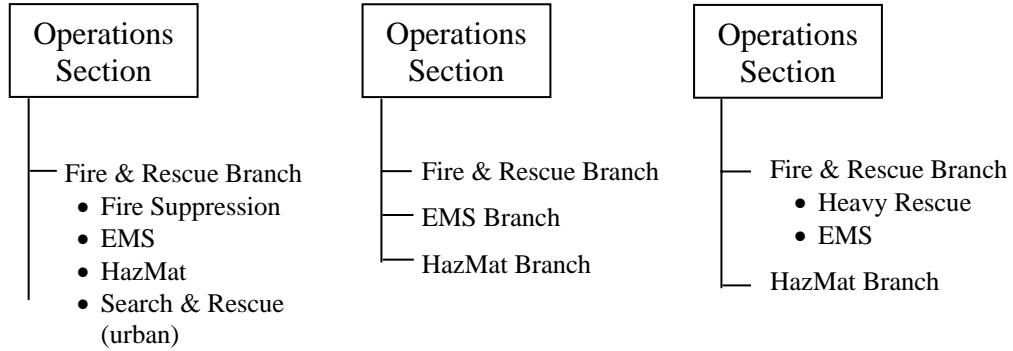 Operations
Section
Fire & Rescue Branch
• Fire Suppression
• EMS
• HazMat
• Search & Rescue
(urban)
Operations
Section
Fire & Rescue Branch
EMS Branch
HazMat Branch
Operations
Section
Fire & Rescue Branch
• Heavy Rescue
• EMS
HazMat Branch